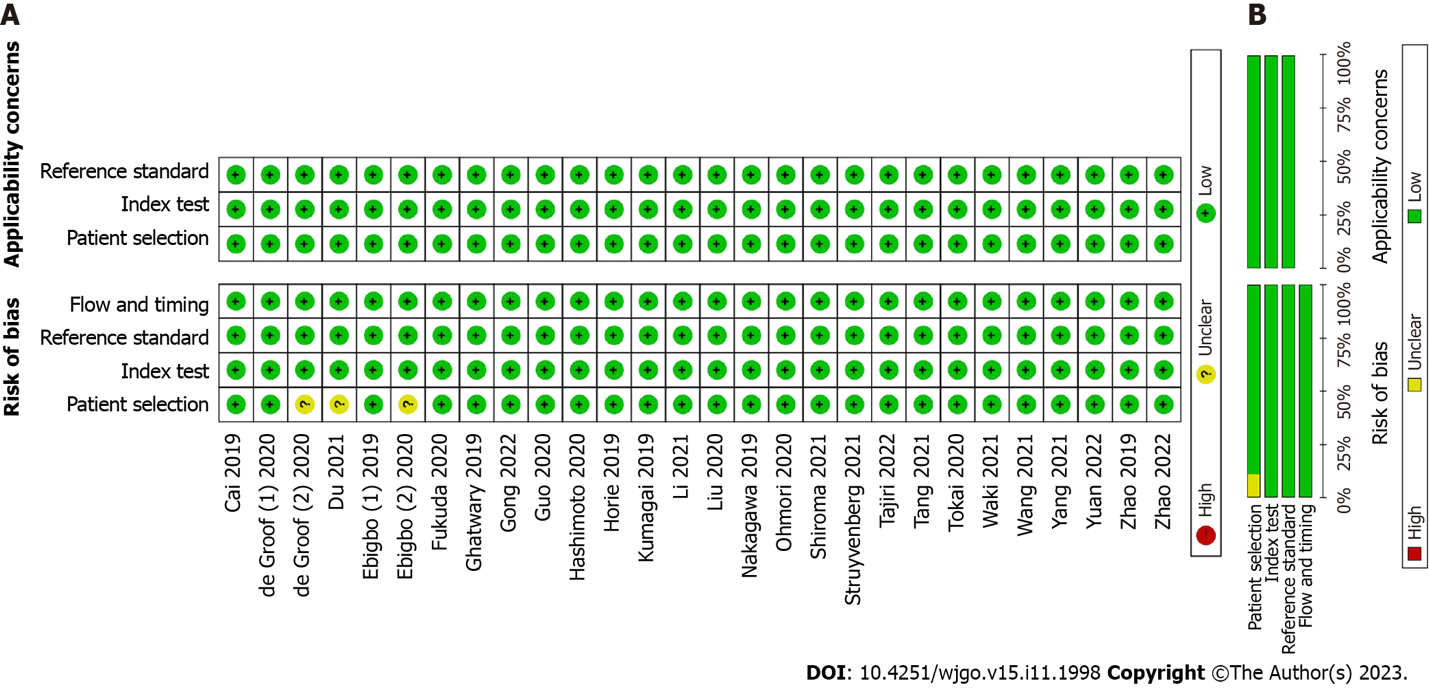 A
Applicability concerns
Reference standard
Index test
Patient selection
Risk of bias
Flow and timing
Reference standard
Index test
Patient selection
Cai 2019
de Groof (1) 2020
de Groof (2) 2020
Du 2021
Ebigbo (1) 2019
Ebigbo (2) 2020
Fukuda 2020
Ghatwary 2019
Gong 2022
Guo 2020
Hashimoto 2020
Horie 2019
Kumagai 2019
Li 2021
Liu 2020
Nakagawa 2019
Ohmori 2020
Shiroma 2021
Struyvenberg 2021
Tajiri 2022
Tang 2021
Tokai 2020
Waki 2021
Wang 2021
Yang 2021
Yuan 2022
Zhao 2019
Zhao 2022
High
Unclear
Low
B
0% 25% 50% 75% 100%
Applicability concerns
0% 25% 50% 75% 100%
Risk of bias
Patient selection
Index test
Reference standard
Flow and timing
High
Unclear
Low
DOI: 10.4251/wjgo.v15.i11.1998 Copyright ©The Author(s) 2023.